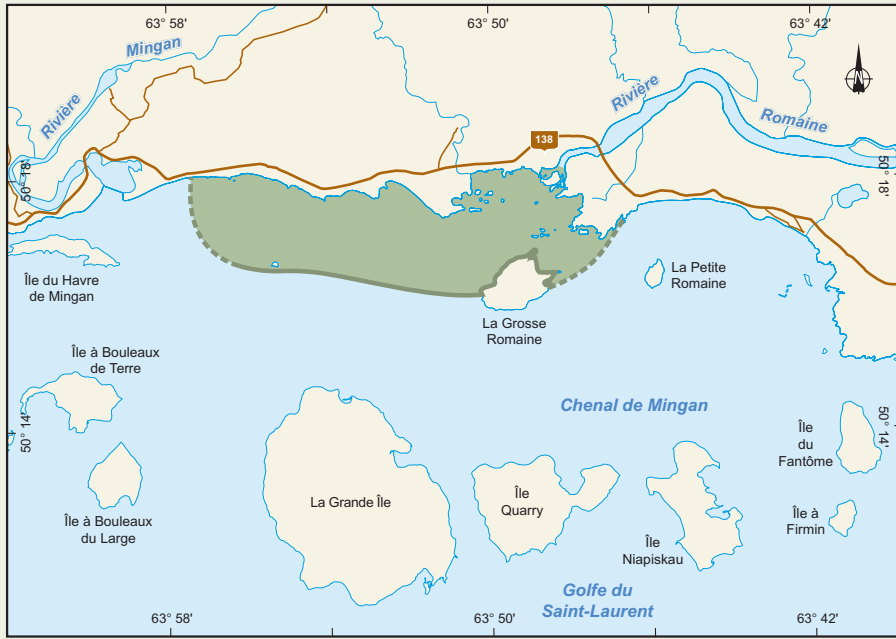 63° 58'
63° 50'
63° 42'
Rivière
Mingan
Rivière
Romaine
N
138
50° 18'
50° 18'
Île du Havre
de Mingan
La Petite
Romaine
La Grosse
Romaine
Île à Bouleaux
de Terre
Chenal de Mingan
50° 14'
50° 14'
Île
du
Fantôme
La Grande Île
Île
Quarry
Île à Bouleaux
du Large
Île à
Firmin
Île
Niapiskau
Golfe du
Saint-Laurent
63° 58'
63° 50'
63° 42'